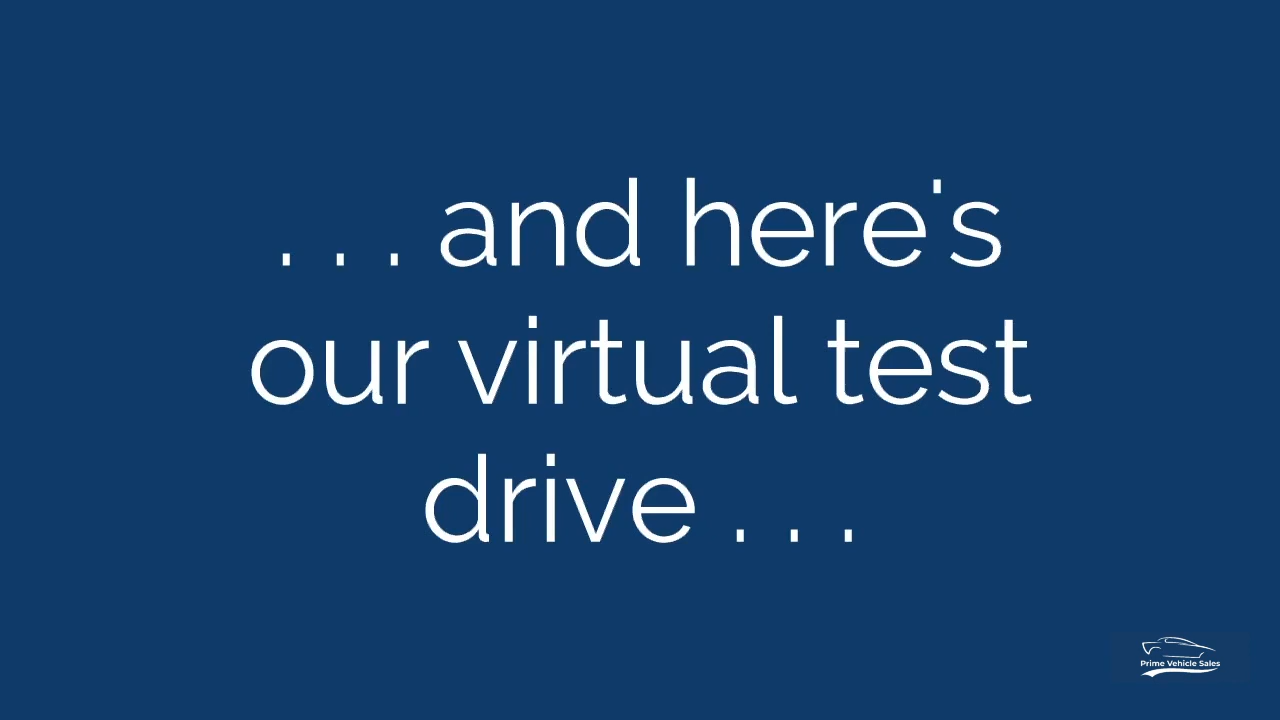 . . . and here's
our virtual test
drive . . .
Prime Vehicle Sales